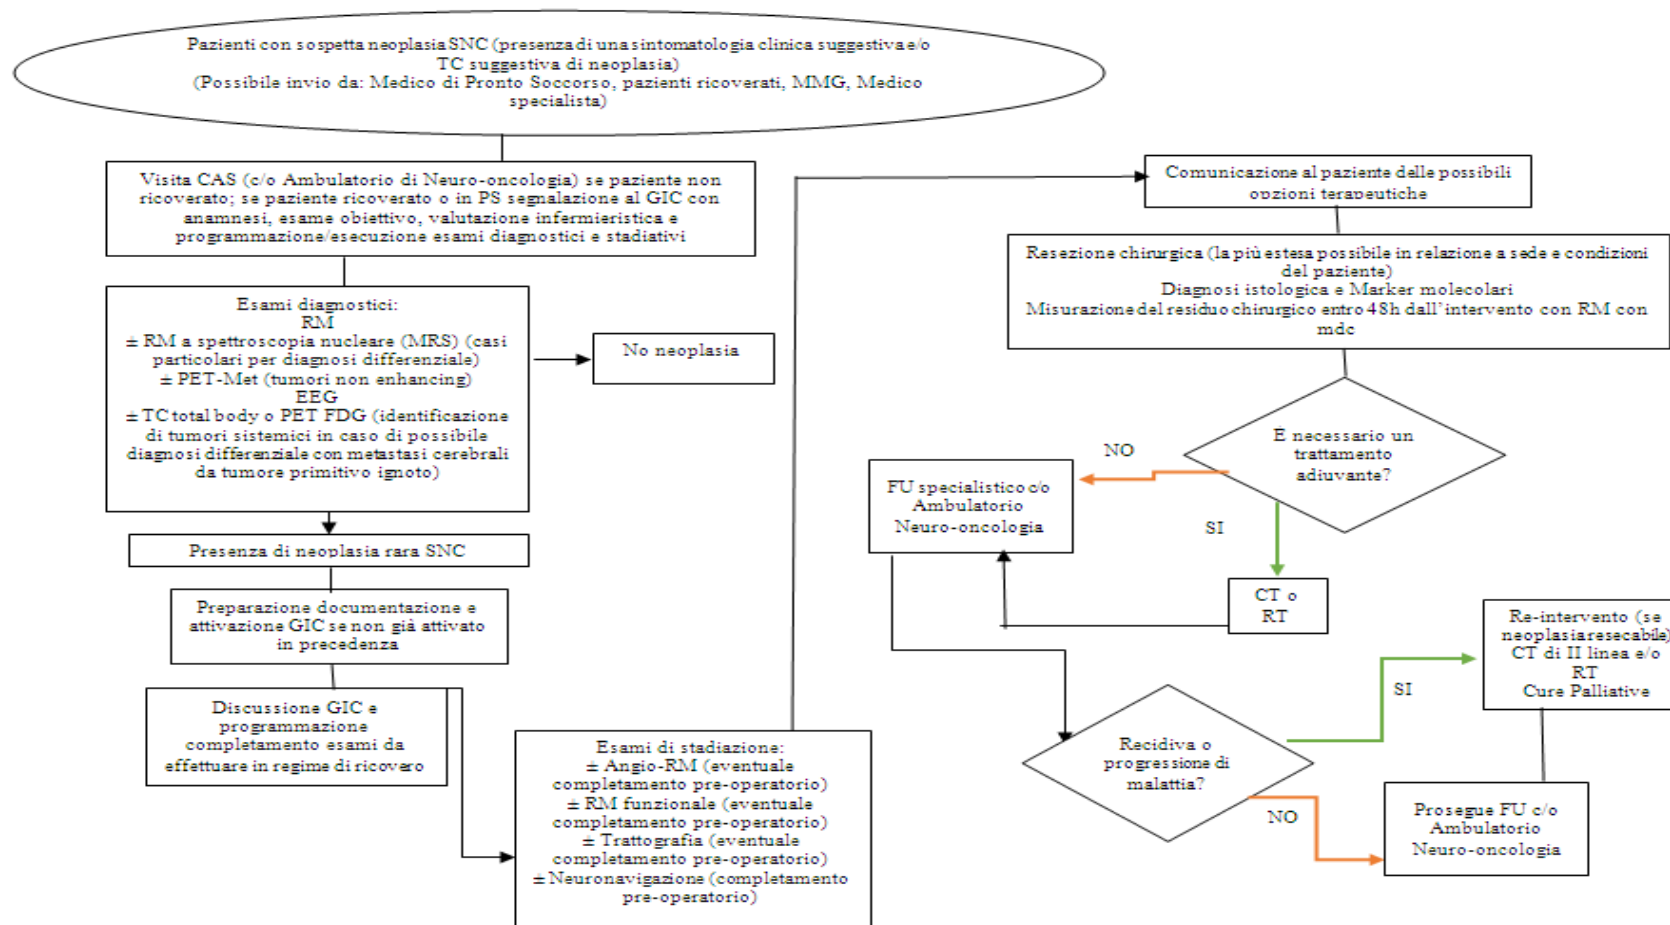 Pazienti con sospetta neoplasia SNC (presenza di una sintomatologia clinica suggestiva e/o
TC suggestiva di neoplasia)
(Possibile invio da: Medico di Pronto Soccorso, pazienti ricoverati, MMG, Medico
specialista)
Visita CAS (c/o Ambulatorio di Neuro-oncologia) se paziente non
ricoverato; se paziente ricoverato o in PS segnalazione al GIC con
anamnesi, esame obiettivo, valutazione infermieristica e
programmazione/esecuzione esami diagnostici e stadiativi
Esami diagnostici:
RM
± RM a spettroscopia nucleare (MRS) (casi
particolari per diagnosi differenziale)
± PET-Met (tumori non enhancing)
EEG
± TC total body o PET FDG (identificazione
di tumori sistemici in caso di possibile
diagnosi differenziale con metastasi cerebrali
da tumore primitivo ignoto)
No neoplasia
Presenza di neoplasia rara SNC
Preparazione documentazione e
attivazione GIC se non già attivato
in precedenza
Discussione GIC e
programmazione
completamento esami da
effettuare in regime di ricovero
Esami di stadiazione:
± Angio-RM (eventuale
completamento pre-operatorio)
± RM funzionale (eventuale
completamento pre-operatorio)
± Trattografia (eventuale
completamento pre-operatorio)
± Neuronavigazione (completamento
pre-operatorio)
Comunicazione al paziente delle possibili
opzioni terapeutiche
Resezione chirurgica (la più estesa possibile in relazione a sede e condizioni
del paziente)
Diagnosi istologica e Marker molecolari
Misurazione del residuo chirurgico entro 48h dall'intervento con RM con
mdc
È necessario un
trattamento
adiuvante?
NO
SI
FU specialistico c/o
Ambulatorio
Neuro-oncologia
CT o
RT
Recidiva o
progressione di
malattia?
SI
NO
Re-intervento (se
neoplasia resecabile)
CT di II linea e/o
RT
Cure Palliative
Prosegue FU c/o
Ambulatorio
Neuro-oncologia